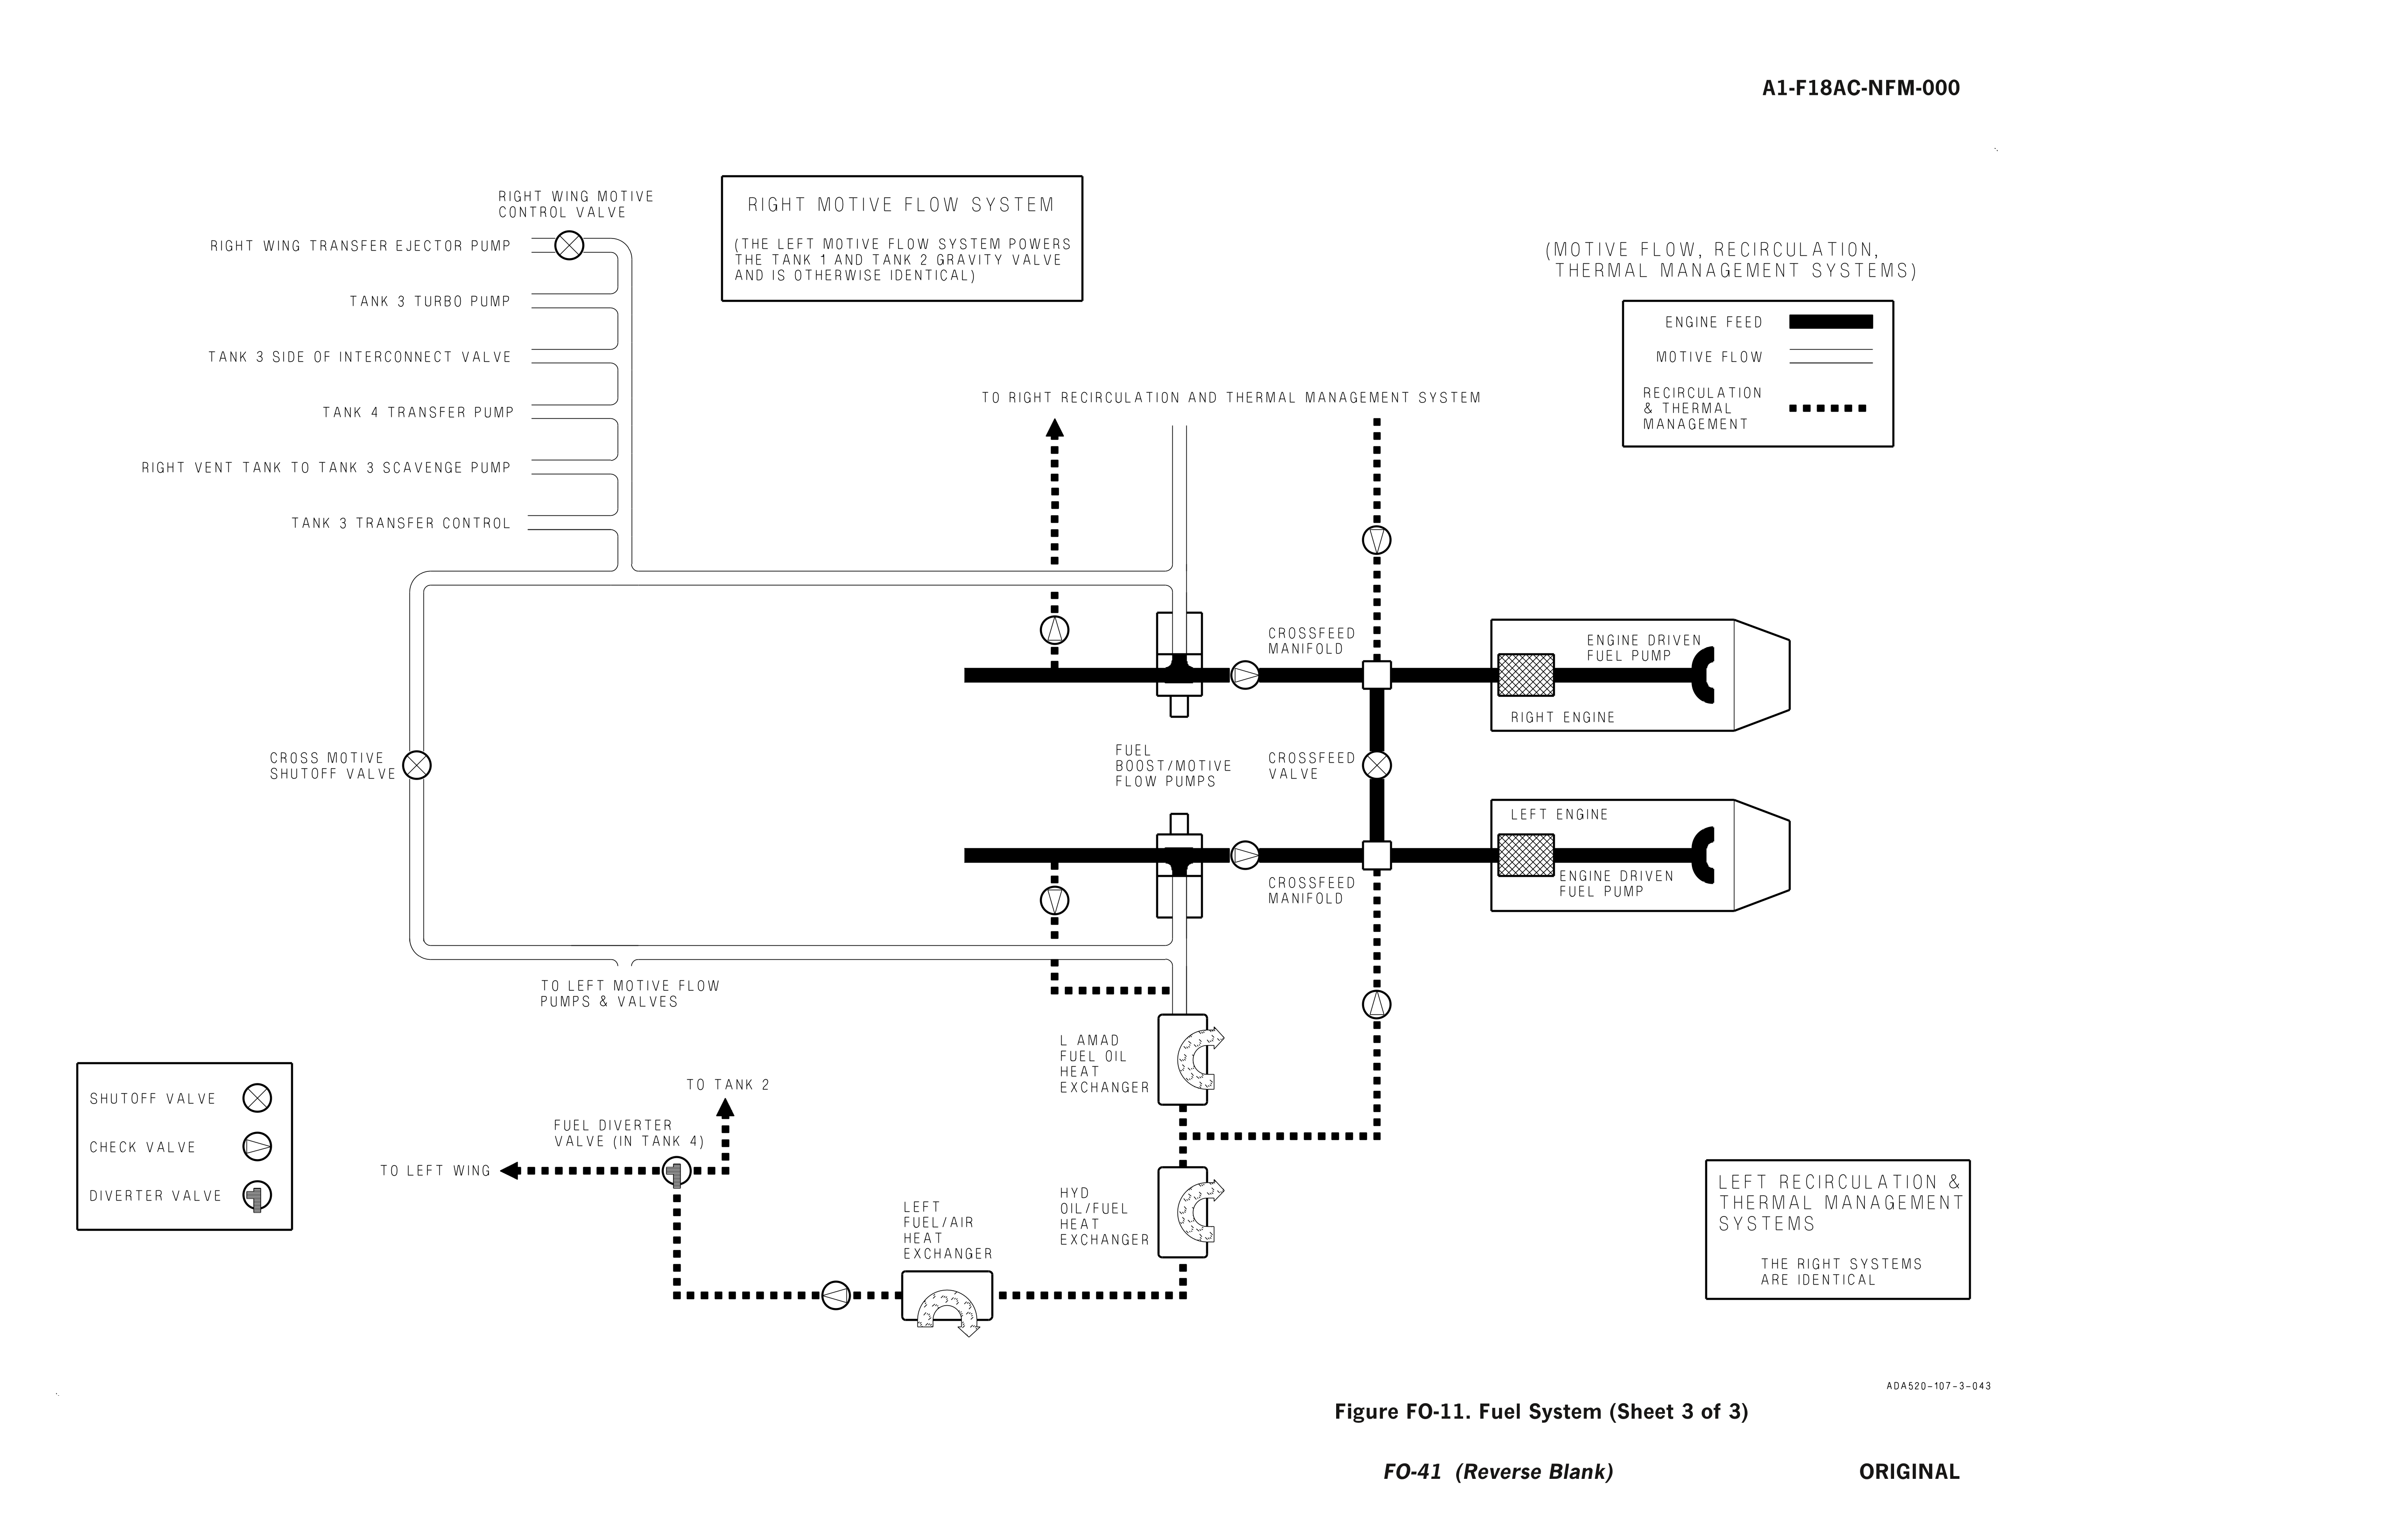 A1-F18AC-NFM-000
RIGHT WING MOTIVE
CONTROL VALVE
RIGHT WING TRANSFER EJECTOR PUMP
TANK 3 TURBO PUMP
TANK 3 SIDE OF INTERCONNECT VALVE
TANK 4 TRANSFER PUMP
RIGHT VENT TANK TO TANK 3 SCAVENGE PUMP
TANK 3 TRANSFER CONTROL
RIGHT MOTIVE FLOW SYSTEM
(THE LEFT MOTIVE FLOW SYSTEM POWERS
THE TANK 1 AND TANK 2 GRAVITY VALVE
AND IS OTHERWISE IDENTICAL)
(MOTIVE FLOW, RECIRCULATION,
THERMAL MANAGEMENT SYSTEMS)
ENGINE FEED
MOTIVE FLOW
RECIRCULATION
& THERMAL
MANAGEMENT
TO RIGHT RECIRCULATION AND THERMAL MANAGEMENT SYSTEM
CROSSFEED
MANIFOLD
ENGINE DRIVEN
FUEL PUMP
RIGHT ENGINE
CROSS MOTIVE
SHUTOFF VALVE
FUEL
BOOST/MOTIVE
FLOW PUMPS
CROSSFEED
VALVE
LEFT ENGINE
ENGINE DRIVEN
FUEL PUMP
CROSSFEED
MANIFOLD
TO LEFT MOTIVE FLOW
PUMPS & VALVES
L AMAD
FUEL OIL
HEAT
EXCHANGER
SHUTOFF VALVE
CHECK VALVE
DIVERTER VALVE
TO TANK 2
FUEL DIVERTER
VALVE (IN TANK 4)
TO LEFT WING
LEFT
FUEL/AIR
HEAT
EXCHANGER
HYD
OIL/FUEL
HEAT
EXCHANGER
LEFT RECIRCULATION &
THERMAL MANAGEMENT
SYSTEMS
THE RIGHT SYSTEMS
ARE IDENTICAL
ADA520-107-3-043
Figure FO-11. Fuel System (Sheet 3 of 3)
FO-41 (Reverse Blank)
ORIGINAL